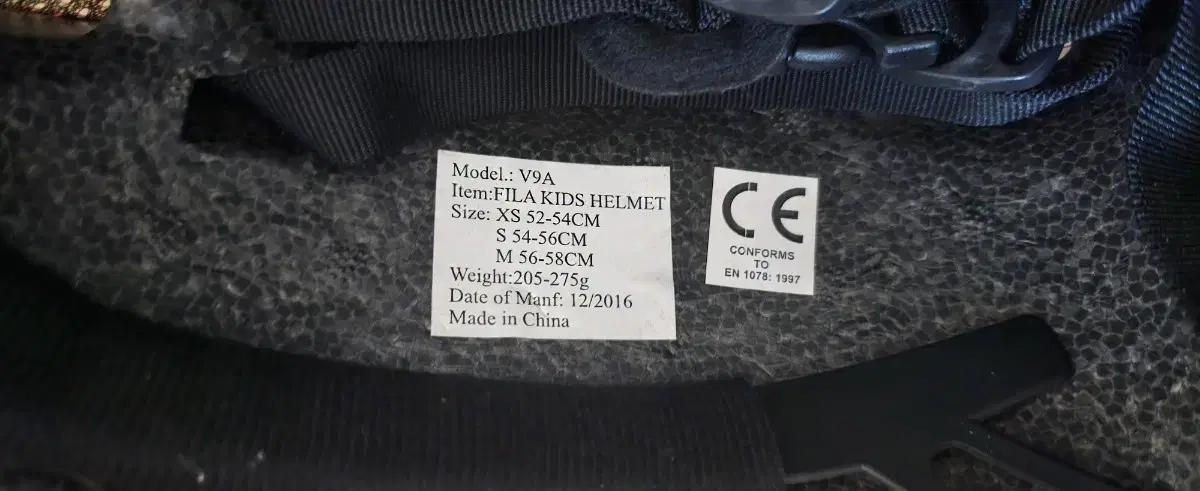 Model.: V9A
Item:FILA KIDS HELMET
Size: XS 52-54CM
S 54-56CM
M 56-58CM
Weight:205-275g
Date of Manf: 12/2016
Made in China
CE
CONFORMS
TO
EN 1078: 1997